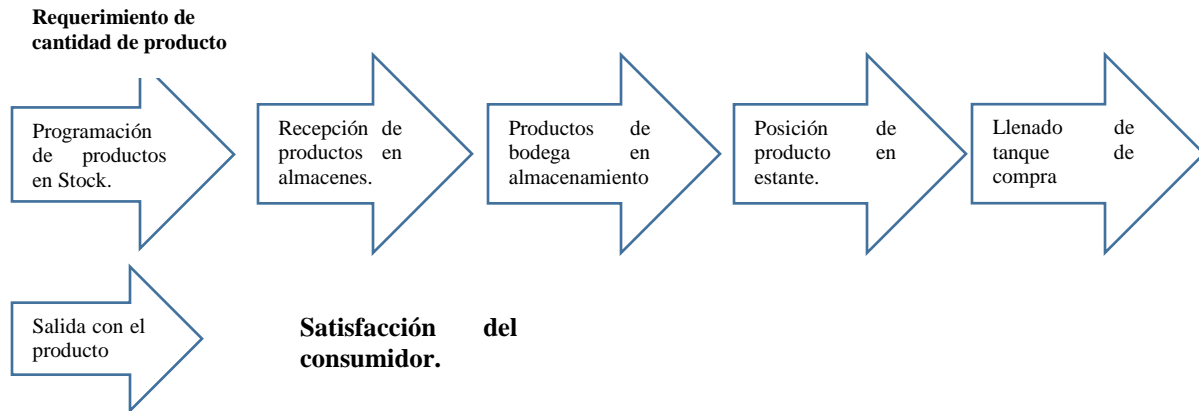 Requerimiento de
cantidad de producto
Programación
de productos
en Stock.
Recepción de
productos en
almacenes.
Productos de
bodega en
almacenamiento
Posición de
producto en
estante.
Llenado de
tanque de
compra
Salida con el
producto
Satisfacción del
consumidor.